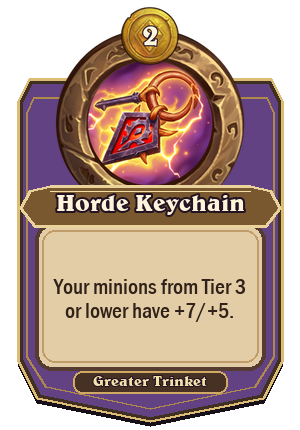 2
Horde Keychain
Your minions from Tier 3
or lower have +7/+5.
Greater Trinket